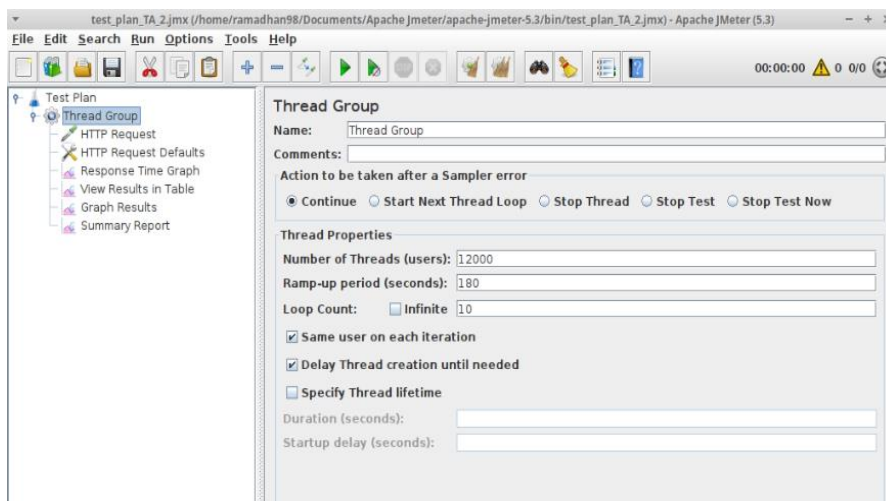 test_plan_TA_2.jmx (/home/ramadhan98/Documents/Apache Jmeter/apache-jmeter-5.3/bin/test_plan_TA_2.jmx) - Apache JMeter (5.3)
File Edit Search Run Options Tools Help
00:00:00 0 0/0
Test Plan
Thread Group
HTTP Request
HTTP Request Defaults
Response Time Graph
View Results in Table
Graph Results
Summary Report
Thread Group
Name: Thread Group
Comments:
Action to be taken after a Sampler error
Continue Start Next Thread Loop Stop Thread Stop Test Stop Test Now
Thread Properties
Number of Threads (users): 12000
Ramp-up period (seconds): 180
Loop Count: Infinite 10
Same user on each iteration
Delay Thread creation until needed
Specify Thread lifetime
Duration (seconds):
Startup delay (seconds):